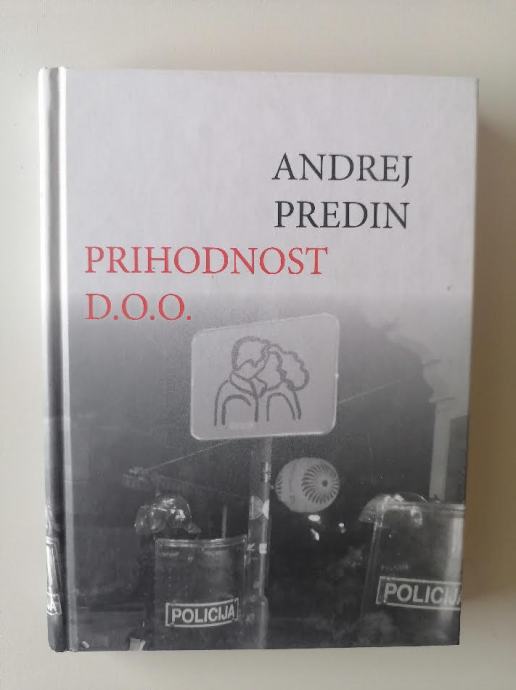 ANDREJ
PREDIN
PRIHODNOST
D.O.O.
POLICIJA
POLICIJA